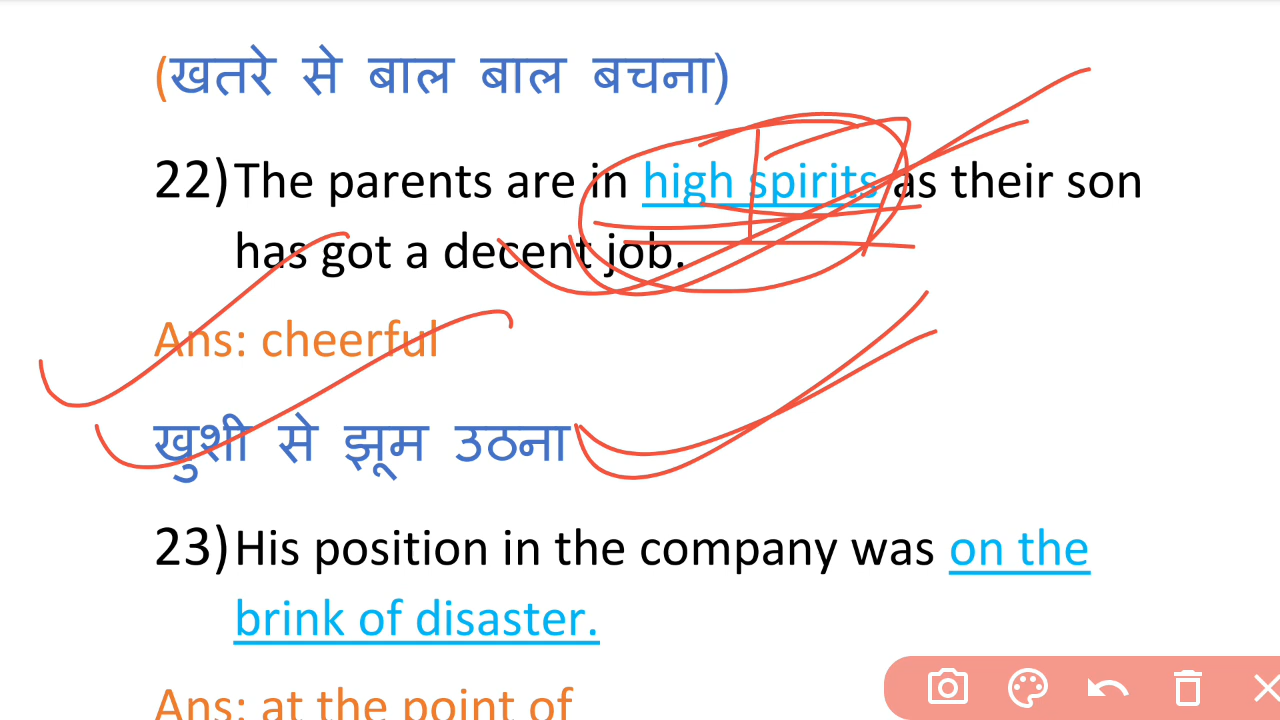 (खतरे से बाल बाल बचना)
22) The parents are in high spirits as their son
has got a decent job.
Ans: cheerful
खुशी से झूम उठना
23) His position in the company was on the
brink of disaster.
Ans: at the point of